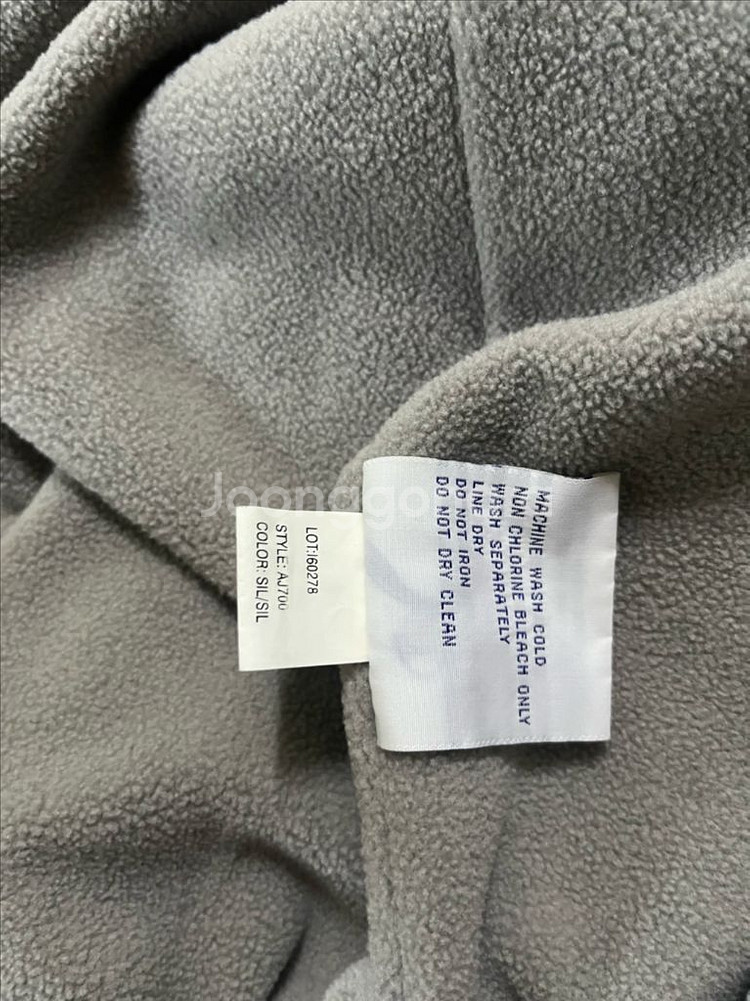 MACHINE WASH COLD
NON CHLORINE BLEACH ONLY
WASH SEPARATELY
LINE DRY
DO NOT IRON
DO NOT DRY CLEAN
LOT:I60278
STYLE: AJ700
COLOR: SIL/SIL